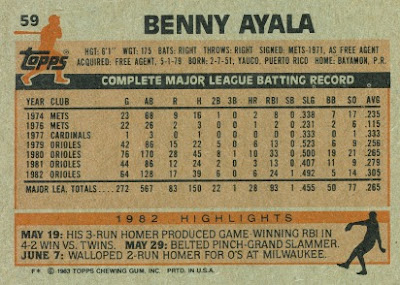 59
BENNY AYALA
Topps
HGT: 6'1" WGT: 175 BATS: RIGHT THROWS: RIGHT SIGNED: METS-1971, AS FREE AGENT
ACQUIRED: FREE AGENT, 5-1-79 BORN: 2-7-51; YAUCO, PUERTO RICO HOME: BAYAMON, P.R.
COMPLETE MAJOR LEAGUE BATTING RECORD
YEAR CLUB G AB R H 2B 3B HR RBI SB SLG BB SO AVG
1974 METS 23 68 9 16 1 0 2 8 0 .338 7 17 .235
1976 METS 22 26 2 3 0 0 1 2 0 .231 2 6 .115
1977 CARDINALS 1 3 0 1 0 0 0 0 0 .333 0 0 .333
1979 ORIOLES 42 86 15 22 5 0 6 13 0 .523 6 9 .256
1980 ORIOLES 76 170 28 45 8 1 10 33 0 .500 19 21 .265
1981 ORIOLES 44 86 12 24 2 0 3 13 0 .407 11 9 .279
1982 ORIOLES 64 128 17 39 6 0 6 24 1 .492 5 14 .305
MAJOR LEA. TOTALS..... 272 567 83 150 22 1 28 93 1 .455 50 77 .265
1982 HIGHLIGHTS
MAY 19: HIS 3-RUN HOMER PRODUCED GAME-WINNING RBI IN
4-2 WIN VS. TWINS. MAY 29: BELTED PINCH-GRAND SLAMMER.
JUNE 7: WALLOPED 2-RUN HOMER FOR O'S AT MILWAUKEE.
F* © 1983 TOPPS CHEWING GUM, INC. PRTD. IN U.S.A.